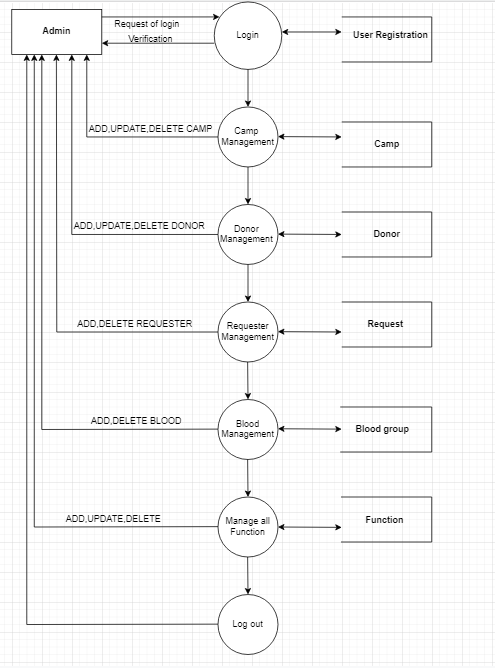 Admin
Request of login
Verification
Login
User Registration
ADD,UPDATE,DELETE CAMP
Camp
Management
Camp
ADD,UPDATE,DELETE DONOR
Donor
Management
Donor
ADD,DELETE REQUESTER
Requester
Management
Request
ADD,DELETE BLOOD
Blood
Management
Blood group
ADD,UPDATE,DELETE
Manage all
Function
Function
Log out